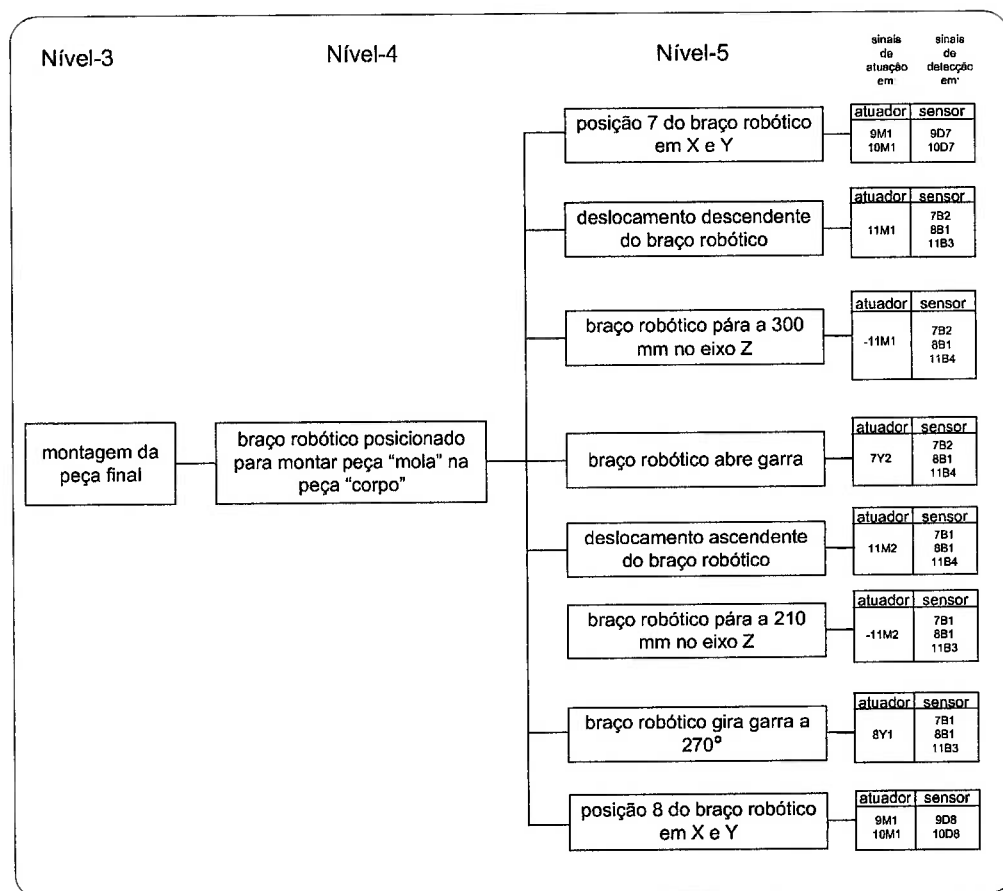 Nível-3
Nível-4
Nível-5
sinais
de
atuação
em:
sinais
de
detecção
em:
posição 7 do braço robótico
em X e Y
atuador sensor
9M1 9D7
10M1 10D7
deslocamento descendente
do braço robótico
atuador sensor
11M1
7B2
8B1
11B3
braço robótico pára a 300
mm no eixo Z
atuador sensor
-11M1
7B2
8B1
11B4
montagem da
peça final
braço robótico posicionado
para montar peça "mola" na
peça "corpo"
braço robótico abre garra
atuador sensor
7Y2
7B2
8B1
11B4
deslocamento ascendente
do braço robótico
atuador sensor
11M2
7B1
8B1
11B4
braço robótico pára a 210
mm no eixo Z
atuador sensor
-11M2
7B1
8B1
11B3
braço robótico gira garra a
270°
atuador sensor
8Y1
7B1
8B1
11B3
posição 8 do braço robótico
em X e Y
atuador sensor
9M1 9D8
10M1 10D8